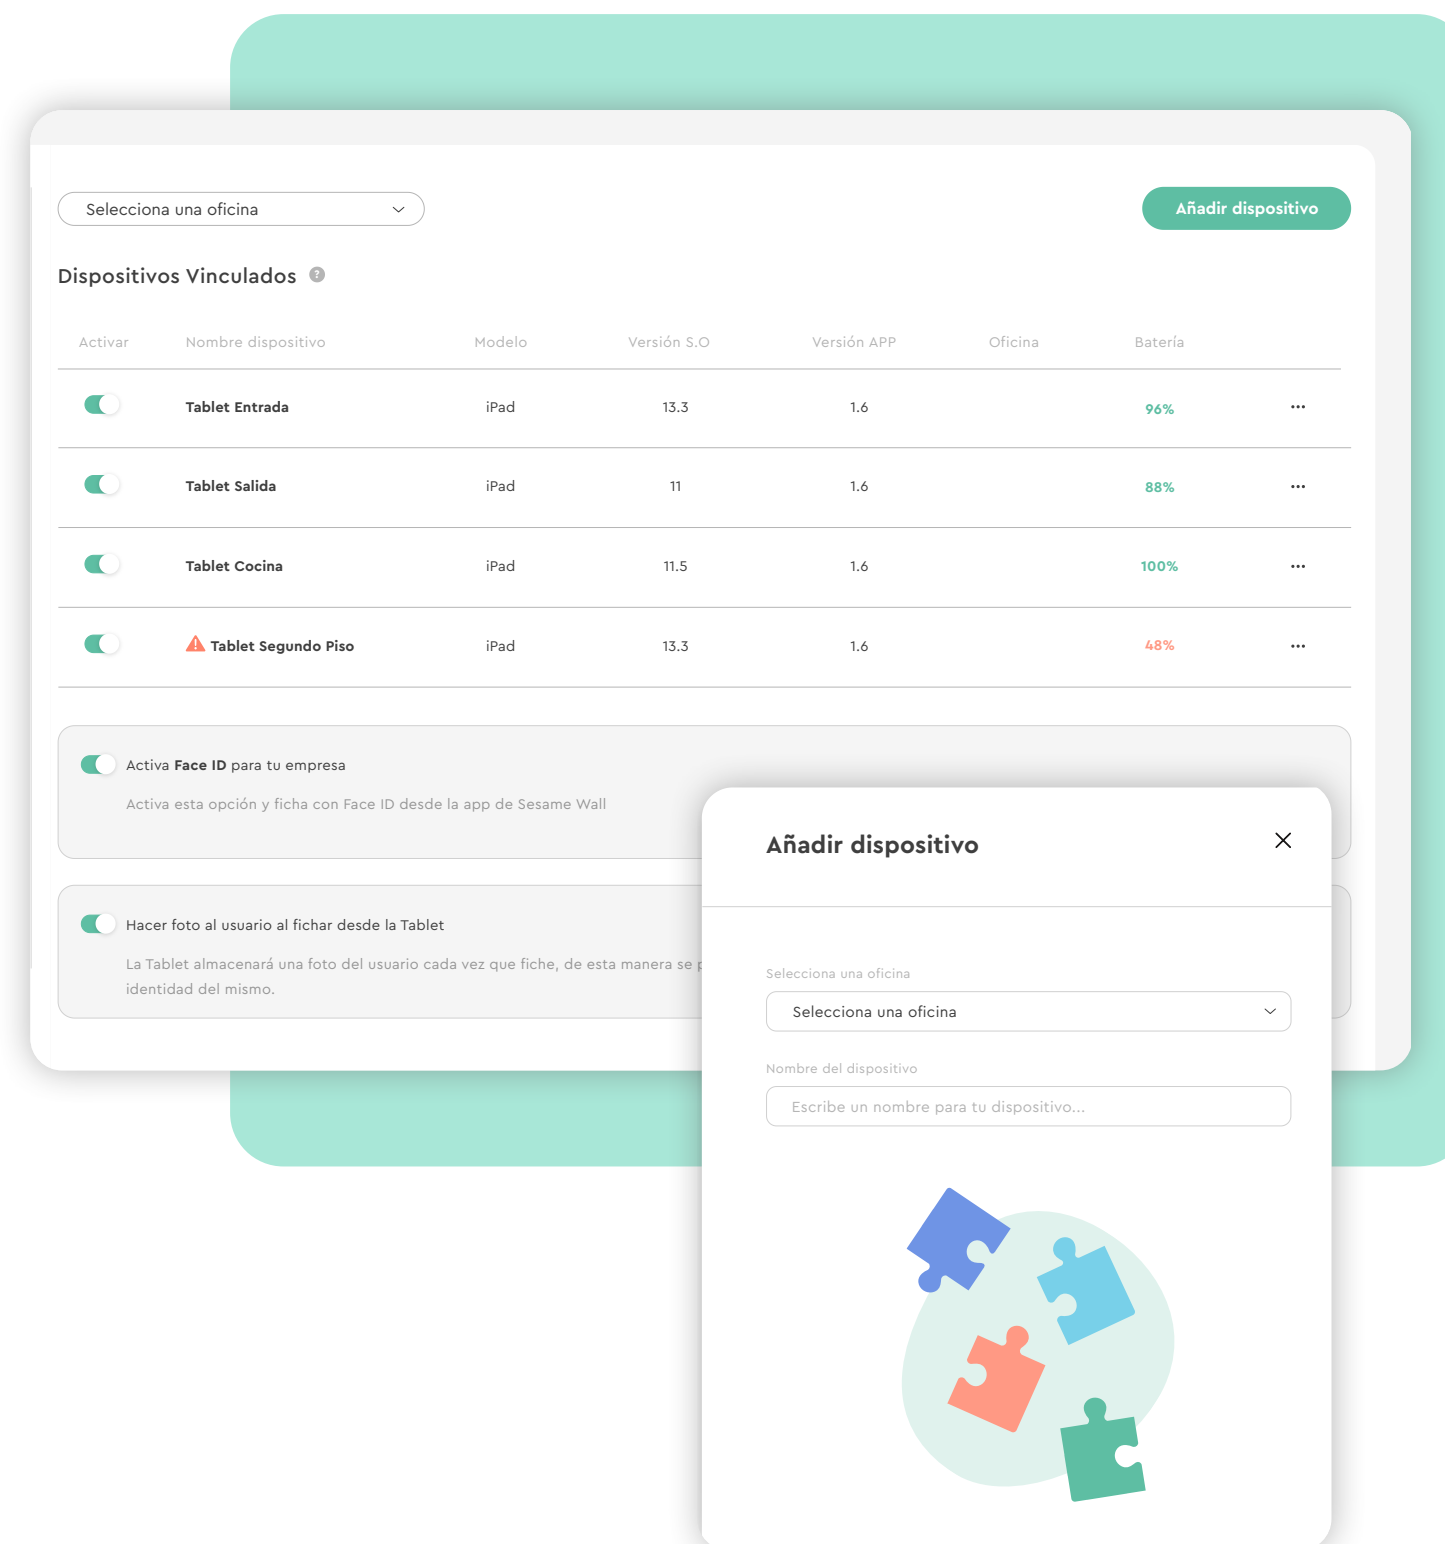 Selecciona una oficina
Añadir dispositivo
Dispositivos Vinculados ?
Activar Nombre dispositivo Modelo Versión S.O Versión APP Oficina Batería
Tablet Entrada iPad 13.3 1.6 96% ...
Tablet Salida iPad 11 1.6 88% ...
Tablet Cocina iPad 11.5 1.6 100% ...
Tablet Segundo Piso iPad 13.3 1.6 48% ...
Activa Face ID para tu empresa
Activa esta opción y ficha con Face ID desde la app de Sesame Wall
Hacer foto al usuario al fichar desde la Tablet
La Tablet almacenará una foto del usuario cada vez que fiche, de esta manera se
identidad del mismo.
Añadir dispositivo
Selecciona una oficina
Selecciona una oficina
Nombre del dispositivo
Escribe un nombre para tu dispositivo...